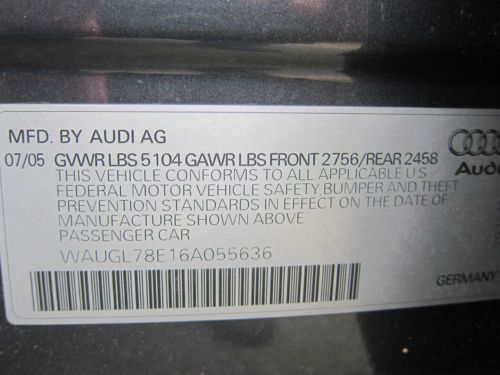 MFD. BY AUDI AG
07/05 GVWR LBS 5104 GAWR LBS FRONT 2756/REAR 2458
THIS VEHICLE CONFORMS TO ALL APPLICABLE U S
FEDERAL MOTOR VEHICLE SAFETY BUMPER AND THEFT
PREVENTION STANDARDS IN EFFECT ON THE DATE OF
MANUFACTURE SHOWN ABOVE
PASSENGER CAR
WAUGL78E16A055636
Audi
GERMANY